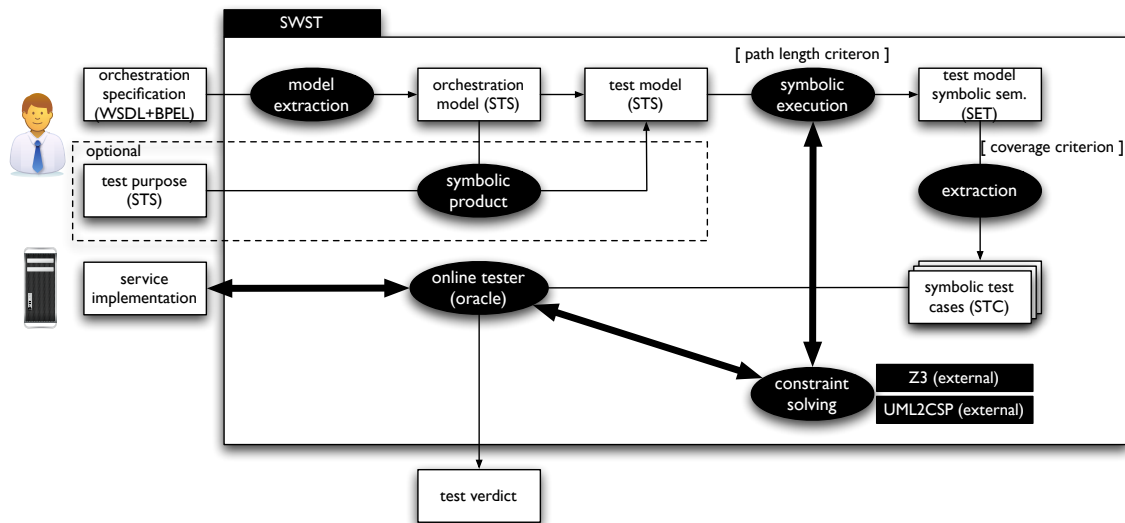 SWST
orchestration
specification
(WSDL+BPEL)
model
extraction
orchestration
model (STS)
test model
(STS)
[ path length criteron ]
symbolic
execution
test model
symbolic sem.
(SET)
[ coverage criterion ]
optional
test purpose
(STS)
symbolic
product
extraction
service
implementation
online tester
(oracle)
symbolic test
cases (STC)
constraint
solving
Z3 (external)
UML2CSP (external)
test verdict